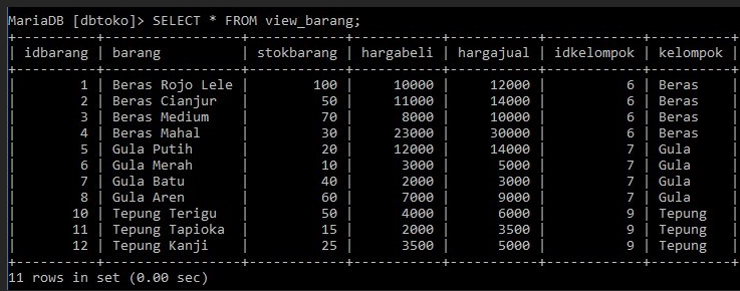 MariaDB [dbtoko]> SELECT * FROM view_barang;
+----------+----------------+------------+-----------+-----------+------------+----------+
| idbarang | barang | stokbarang | hargabeli | hargajual | idkelompok | kelompok |
+----------+----------------+------------+-----------+-----------+------------+----------+
| 1 | Beras Rojo Lele | 100 | 10000 | 12000 | 6 | Beras |
| 2 | Beras Cianjur | 50 | 11000 | 14000 | 6 | Beras |
| 3 | Beras Medium | 70 | 8000 | 10000 | 6 | Beras |
| 4 | Beras Mahal | 30 | 23000 | 30000 | 6 | Beras |
| 5 | Gula Putih | 20 | 12000 | 14000 | 7 | Gula |
| 6 | Gula Merah | 10 | 3000 | 5000 | 7 | Gula |
| 7 | Gula Batu | 40 | 2000 | 3000 | 7 | Gula |
| 8 | Gula Aren | 60 | 7000 | 9000 | 7 | Gula |
| 10 | Tepung Terigu | 50 | 4000 | 6000 | 9 | Tepung |
| 11 | Tepung Tapioka | 15 | 2000 | 3500 | 9 | Tepung |
| 12 | Tepung Kanji | 25 | 3500 | 5000 | 9 | Tepung |
+----------+----------------+------------+-----------+-----------+------------+----------+
11 rows in set (0.00 sec)